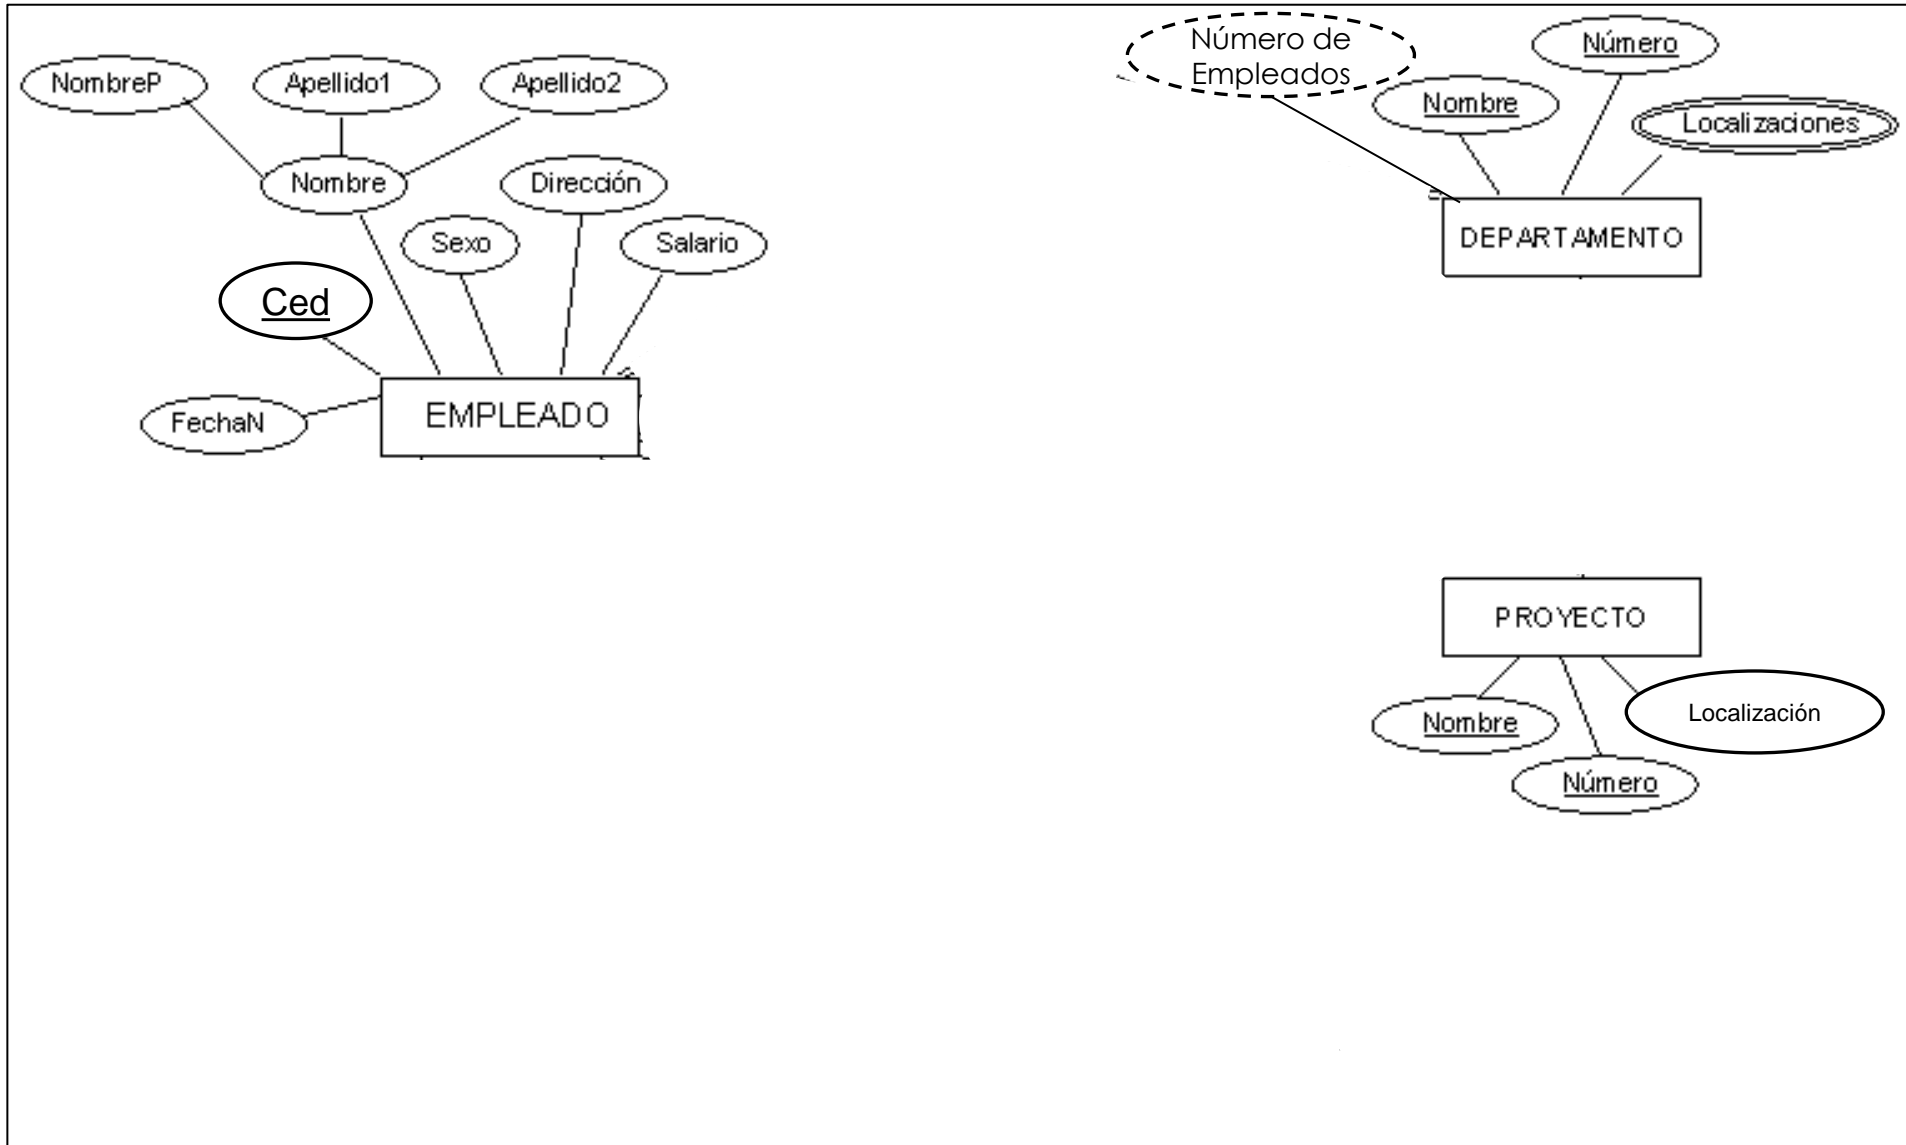 NombreP
Apellido1
Apellido2
Nombre
Dirección
Sexo
Salario
Ced
FechaN
EMPLEADO
Número de
Empleados
Número
Nombre
Localizaciones
DEPARTAMENTO
PROYECTO
Nombre
Localización
Número